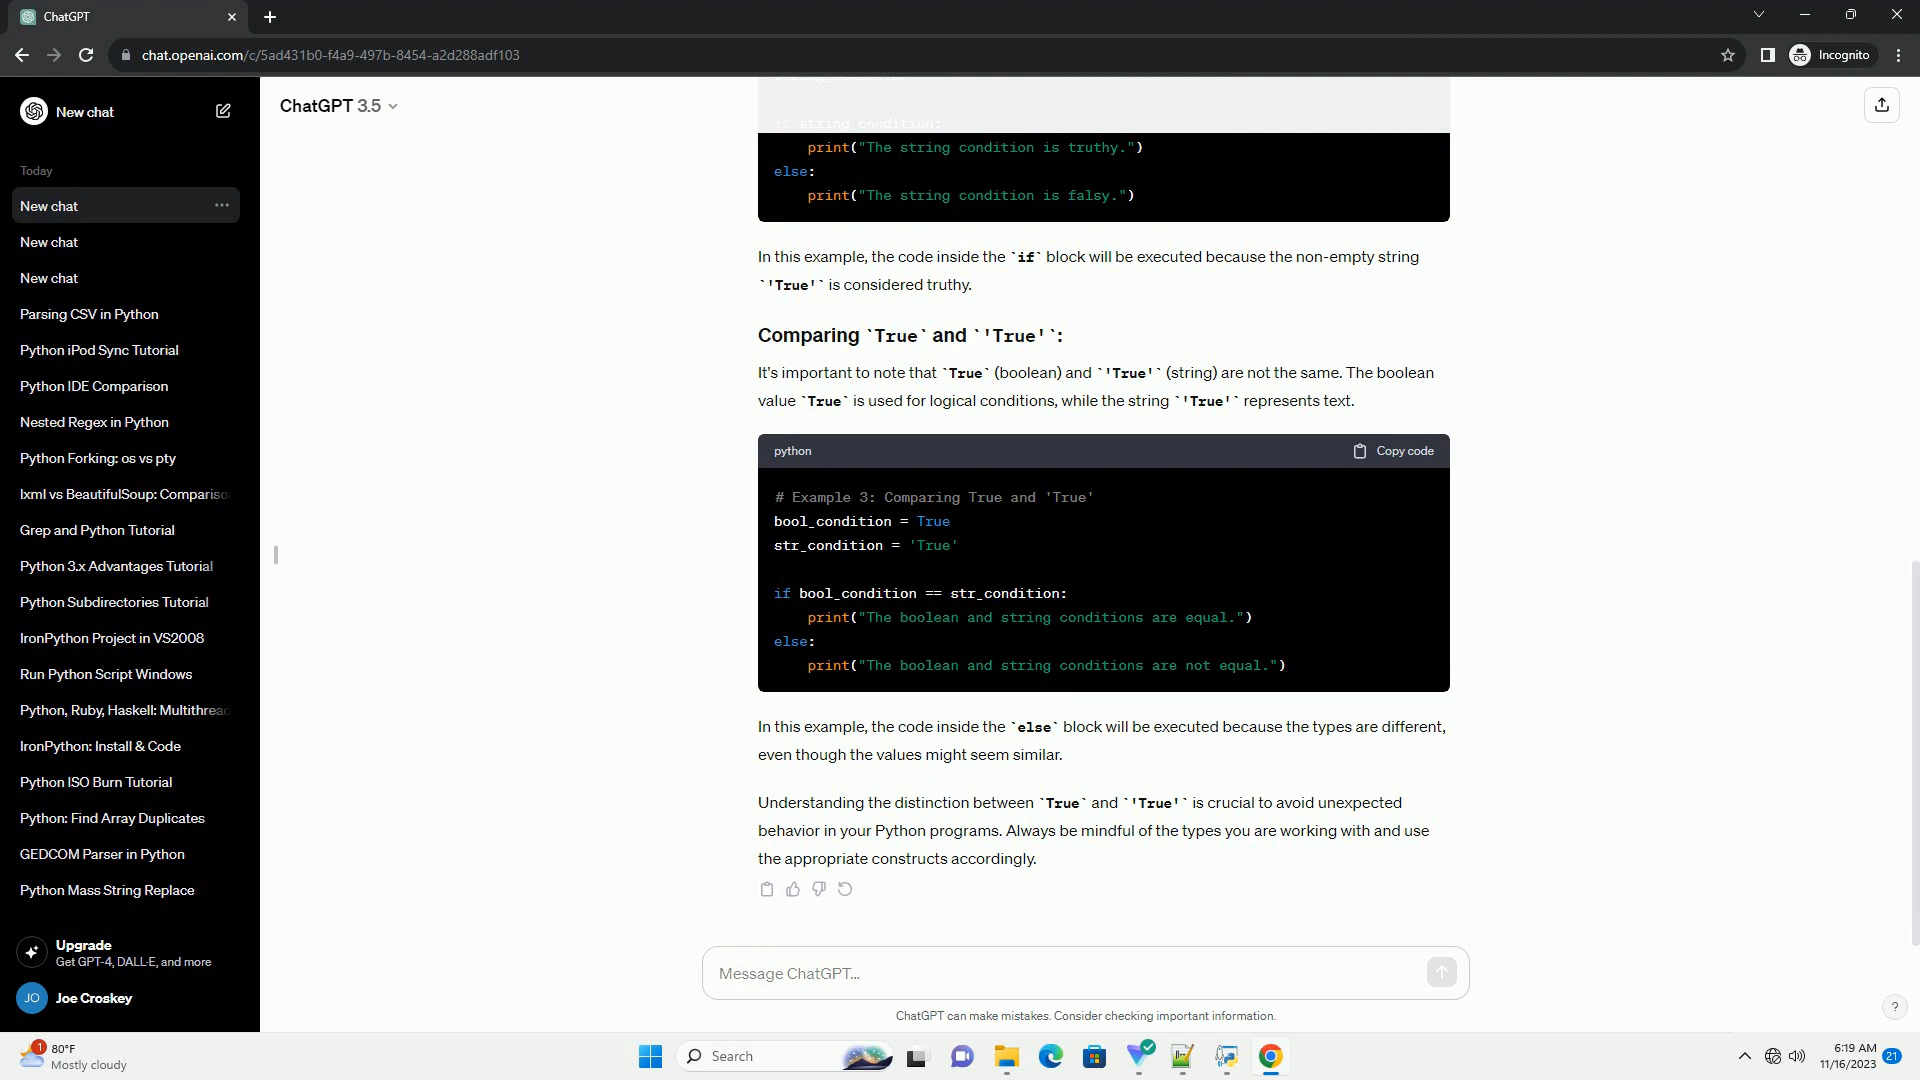 ChatGPT
chat.openai.com/c/5ad431b0-f4a9-497b-8454-a2d288adf103
Incognito
New chat
Today
New chat
New chat
New chat
Parsing CSV in Python
Python iPod Sync Tutorial
Python IDE Comparison
Nested Regex in Python
Python Forking: os vs pty
lxml vs BeautifulSoup: Compariso
Grep and Python Tutorial
Python 3.x Advantages Tutorial
Python Subdirectories Tutorial
IronPython Project in VS2008
Run Python Script Windows
Python, Ruby, Haskell: Multithread
IronPython: Install & Code
Python ISO Burn Tutorial
Python: Find Array Duplicates
GEDCOM Parser in Python
Python Mass String Replace
Upgrade
Get GPT-4, DALL·E, and more
JO
Joe Croskey
ChatGPT 3.5
string_condition:
print("The string condition is truthy.")
else:
print("The string condition is falsy.")
In this example, the code inside the `if` block will be executed because the non-empty string
`'True'` is considered truthy.
Comparing `True` and `'True'`:
It's important to note that `True` (boolean) and `'True'` (string) are not the same. The boolean
value `True` is used for logical conditions, while the string `'True'` represents text.
python
Copy code
# Example 3: Comparing True and 'True'
bool_condition = True
str_condition = 'True'
if bool_condition == str_condition:
print("The boolean and string conditions are equal.")
else:
print("The boolean and string conditions are not equal.")
In this example, the code inside the `else` block will be executed because the types are different,
even though the values might seem similar.
Understanding the distinction between `True` and `'True'` is crucial to avoid unexpected
behavior in your Python programs. Always be mindful of the types you are working with and use
the appropriate constructs accordingly.
Message ChatGPT...
ChatGPT can make mistakes. Consider checking important information.
?
1
80°F
Mostly cloudy
Search
6:19 AM
11/16/2023
21